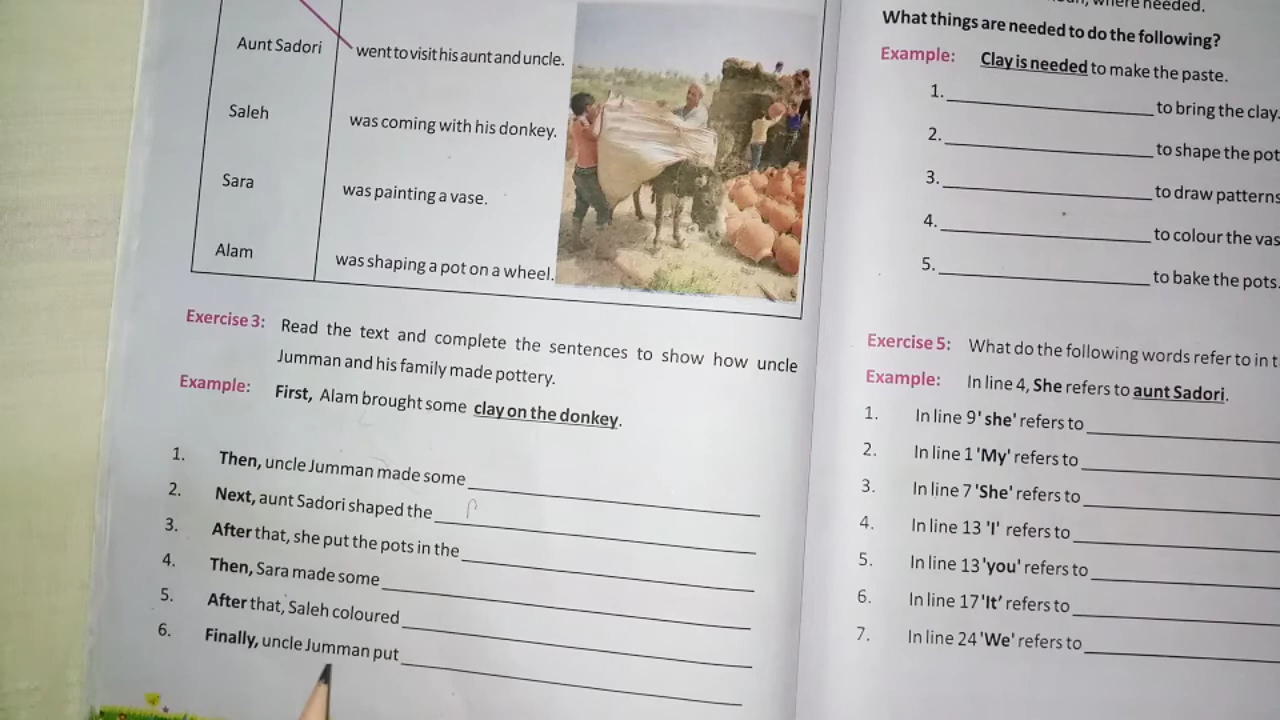 Aunt Sadori went to visit his aunt and uncle.
Saleh was coming with his donkey.
Sara was painting a vase.
Alam was shaping a pot on a wheel.
Exercise 3: Read the text and complete the sentences to show how uncle
Jumman and his family made pottery.
Example: First, Alam brought some clay on the donkey.
1. Then, uncle Jumman made some
2. Next, aunt Sadori shaped the
3. After that, she put the pots in the
4. Then, Sara made some
5. After that, Saleh coloured
6. Finally, uncle Jumman put
where needed.
What things are needed to do the following?
Example: Clay is needed to make the paste.
1. to bring the clay.
2. to shape the pot
3. to draw patterns
4. to colour the vas
5. to bake the pots.
Exercise 5: What do the following words refer to in t
Example: In line 4, She refers to aunt Sadori.
1. In line 9 'she' refers to
2. In line 1 'My' refers to
3. In line 7 'She' refers to
4. In line 13 'I' refers to
5. In line 13 'you' refers to
6. In line 17 'It' refers to
7. In line 24 'We' refers to